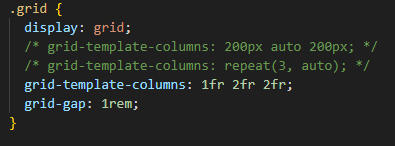 .grid {
  display: grid;
  /* grid-template-columns: 200px auto 200px; */
  /* grid-template-columns: repeat(3, auto); */
  grid-template-columns: 1fr 2fr 2fr;
  grid-gap: 1rem;
}